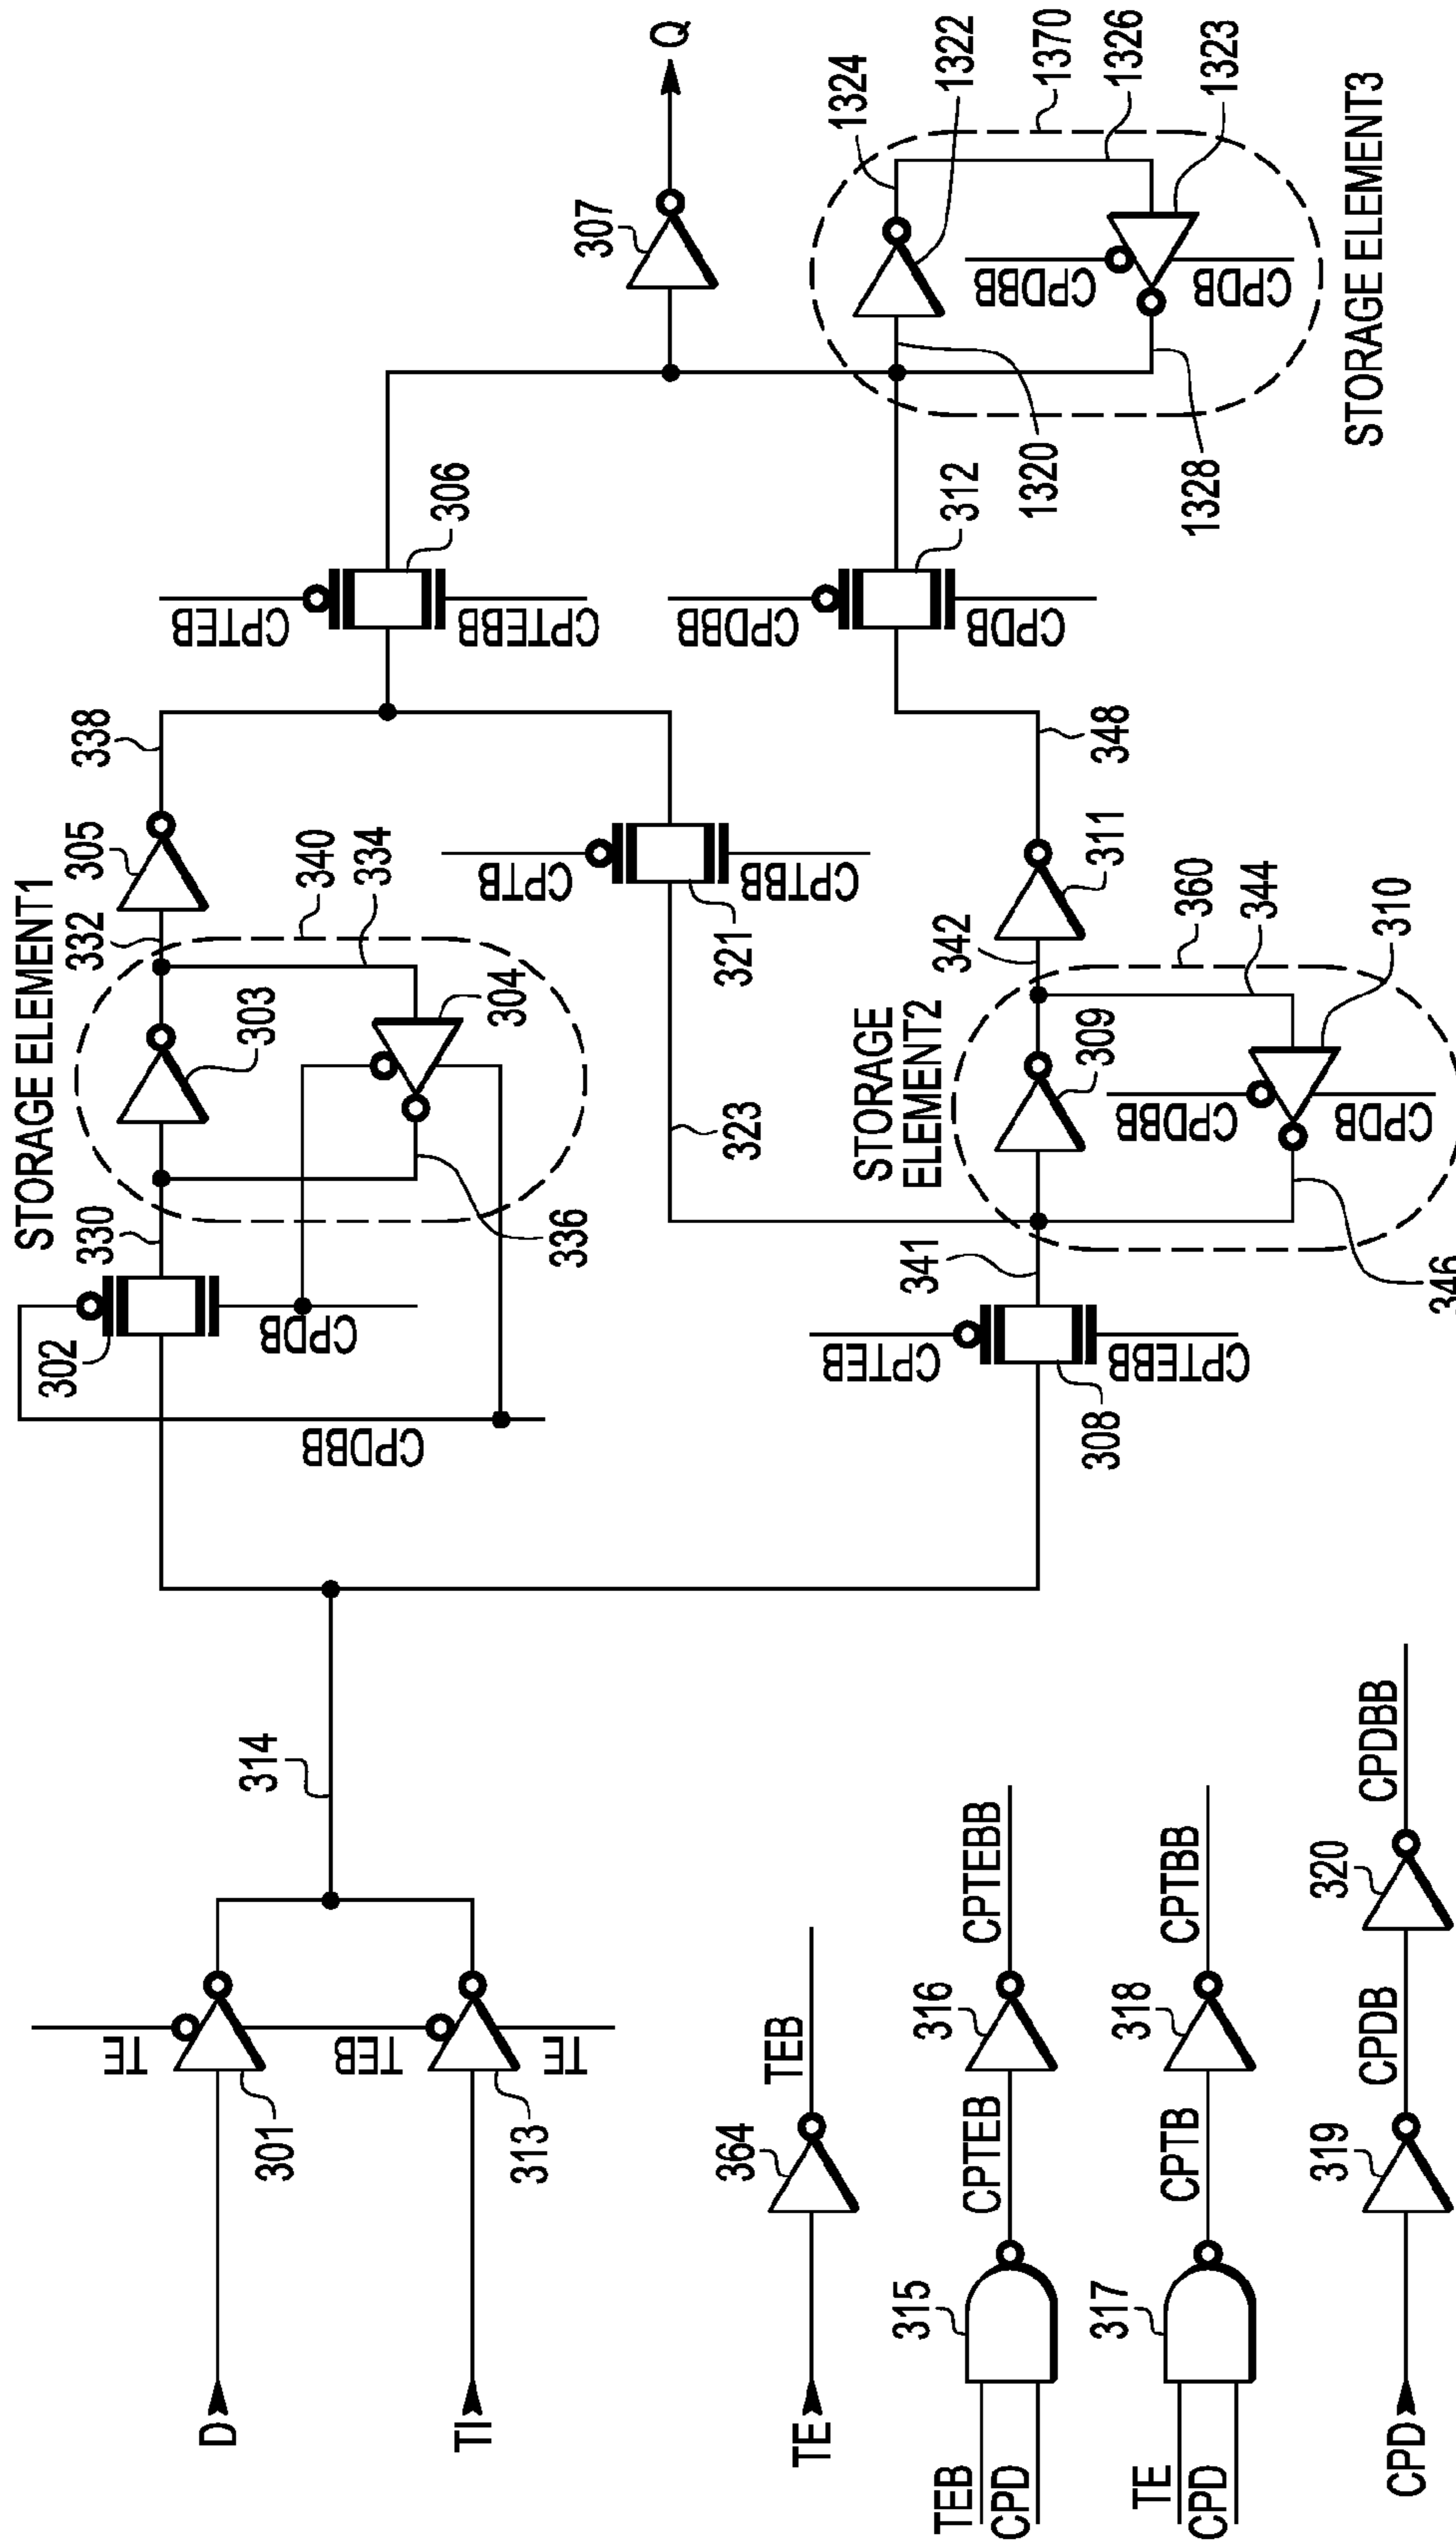 D
TI
TE
TEB
TE
301
313
314
TE
364
TEB
TEB
CPD
315
CPTEB
316
CPTEBB
TE
CPD
317
CPTB
318
CPTBB
CPD
319
CPDB
320
CPDBB
STORAGE ELEMENT1
302
CPDB
CPDBB
330
303
304
336
332
334
340
305
338
CPTEB
CPTEBB
306
CPTB
CPTBB
321
323
CPTEB
CPTEBB
308
341
STORAGE
ELEMENT2
309
CPDBB
CPDB
310
346
342
344
360
311
348
CPDBB
CPDB
312
307
Q
1320
1324
1322
1370
1326
1323
CPDBB
CPDB
1328
STORAGE ELEMENT3